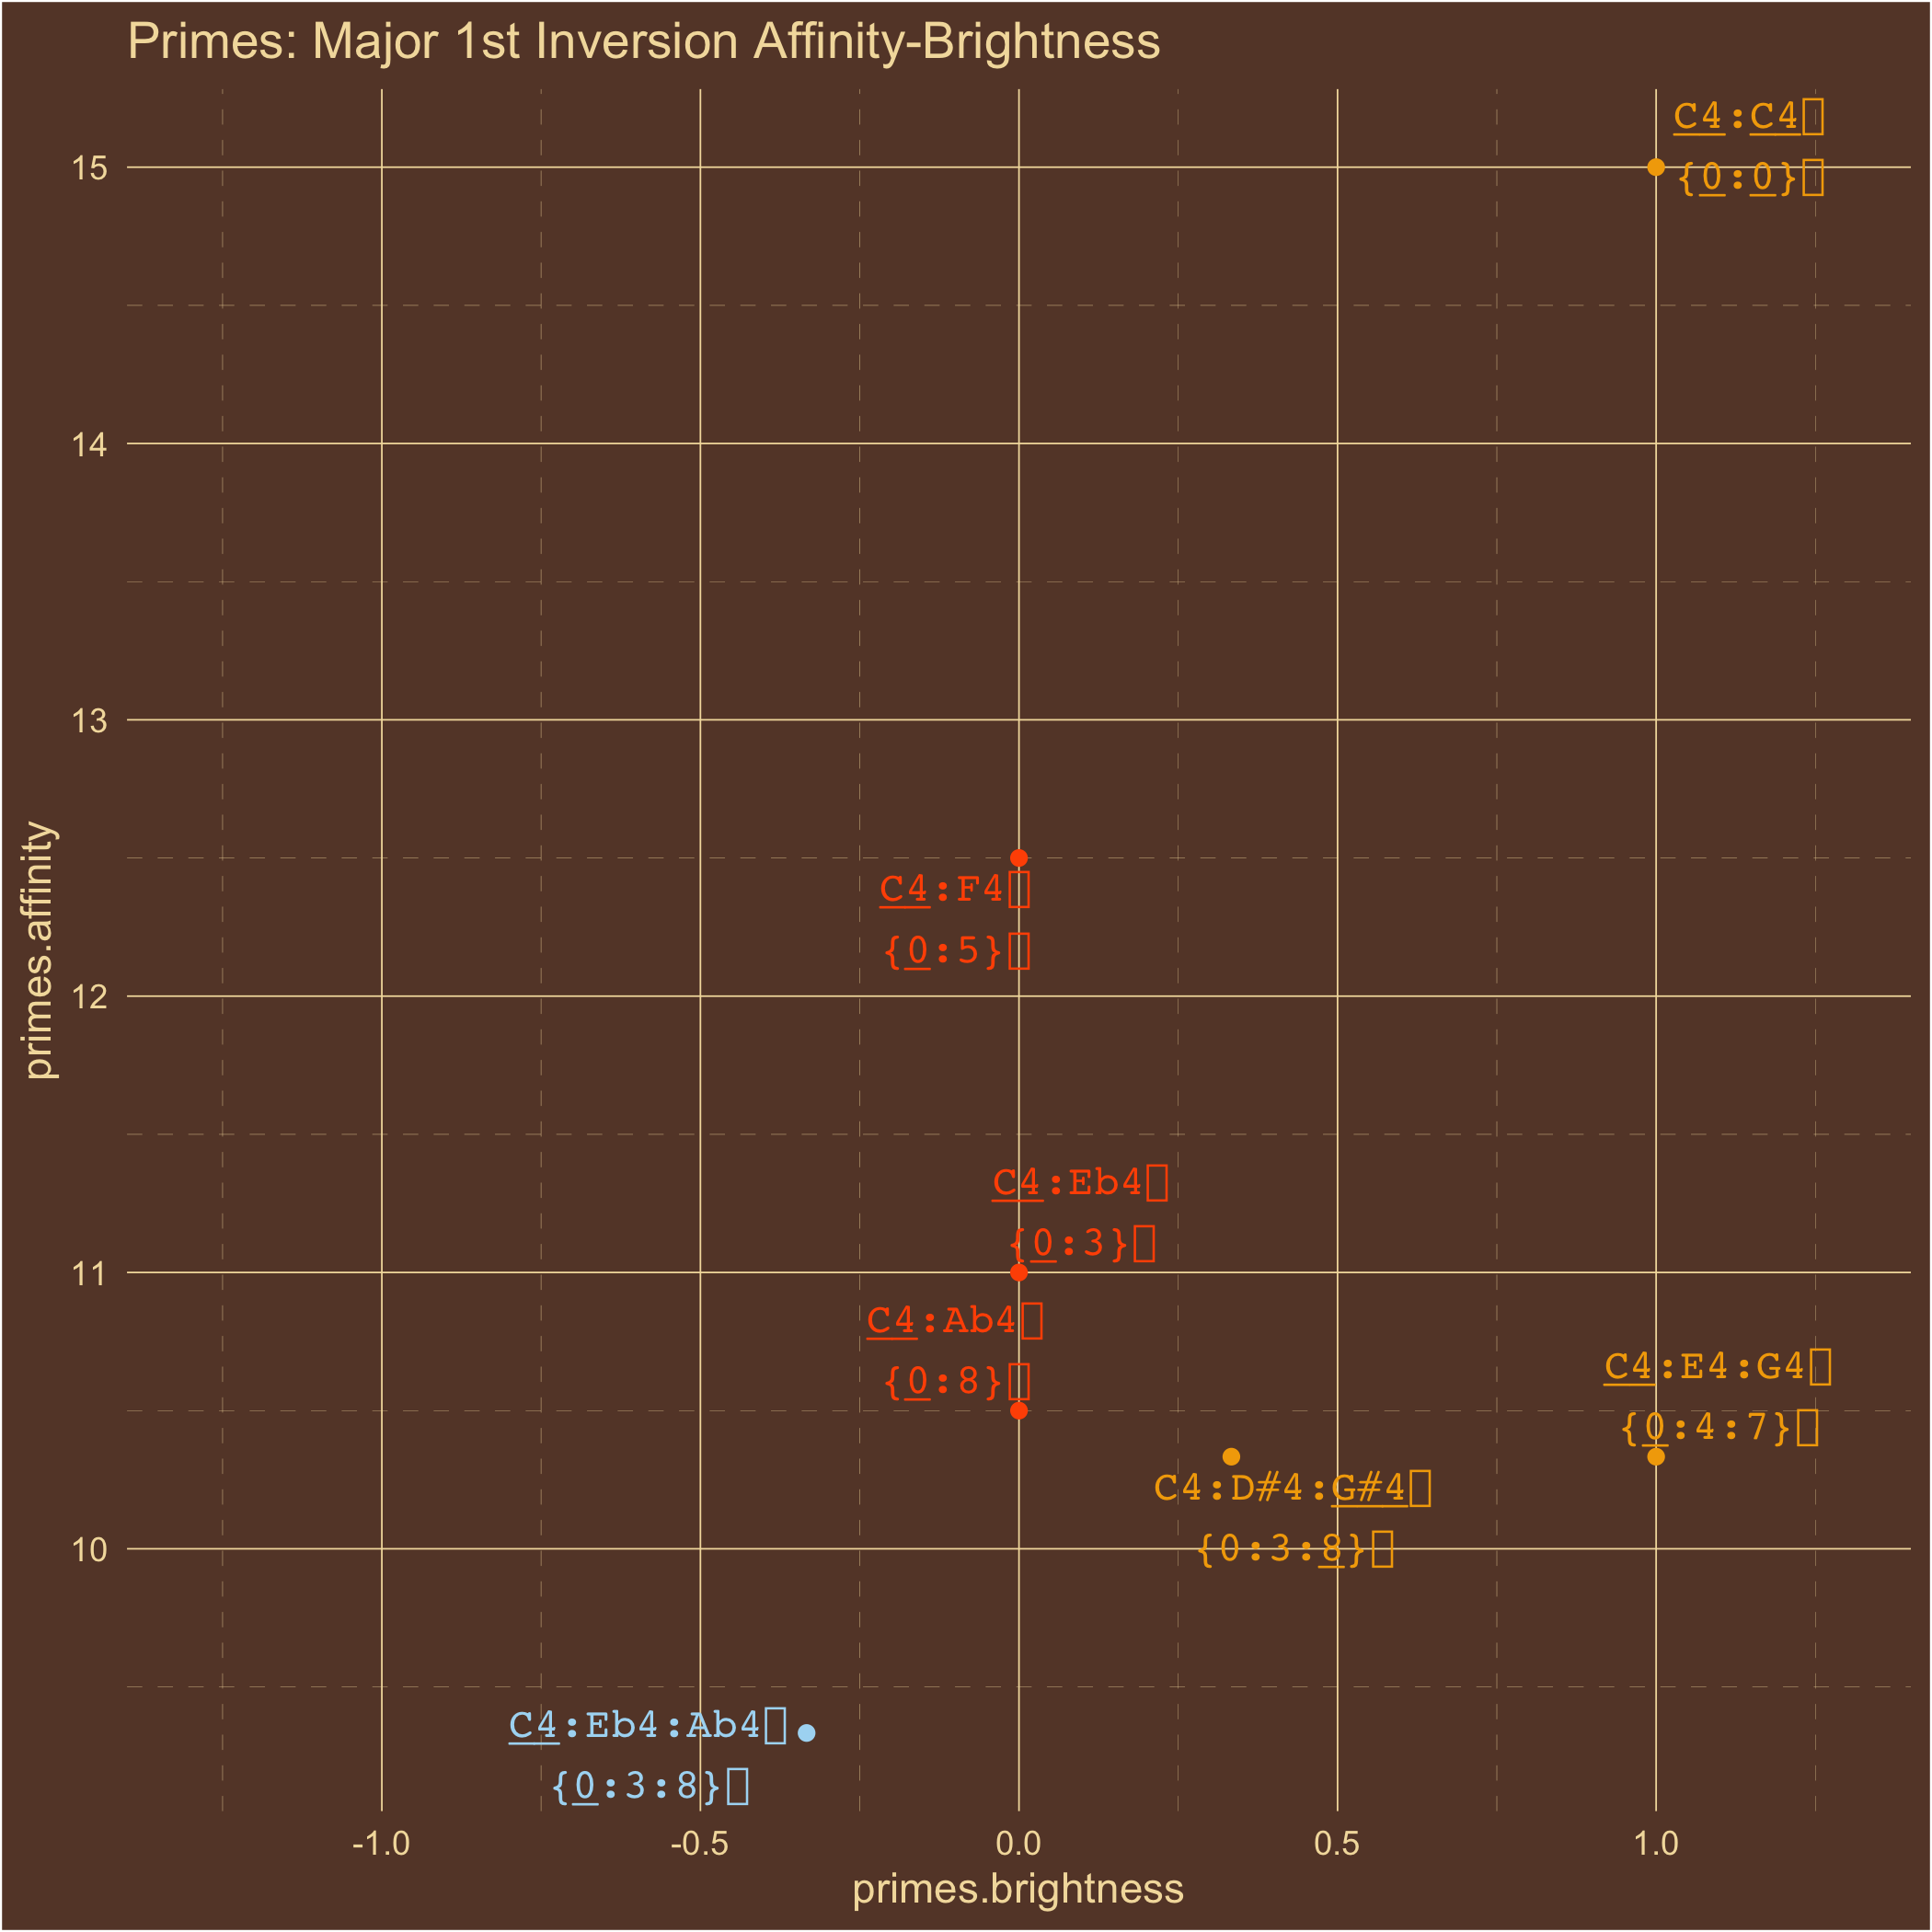 Primes: Major 1st Inversion Affinity-Brightness
C4:C4
{0:0}
15
14
13
C4:F4
{0:5}
12
C4:Eb4
{0:3}
11
C4:Ab4
{0:8}
C4:E4:G4
{0:4:7}
C4:D#4:G#4
{0:3:8}
10
C4:Eb4:Ab4
{0:3:8}
-1.0
-0.5
0.0
0.5
1.0
primes.brightness
primes.affinity